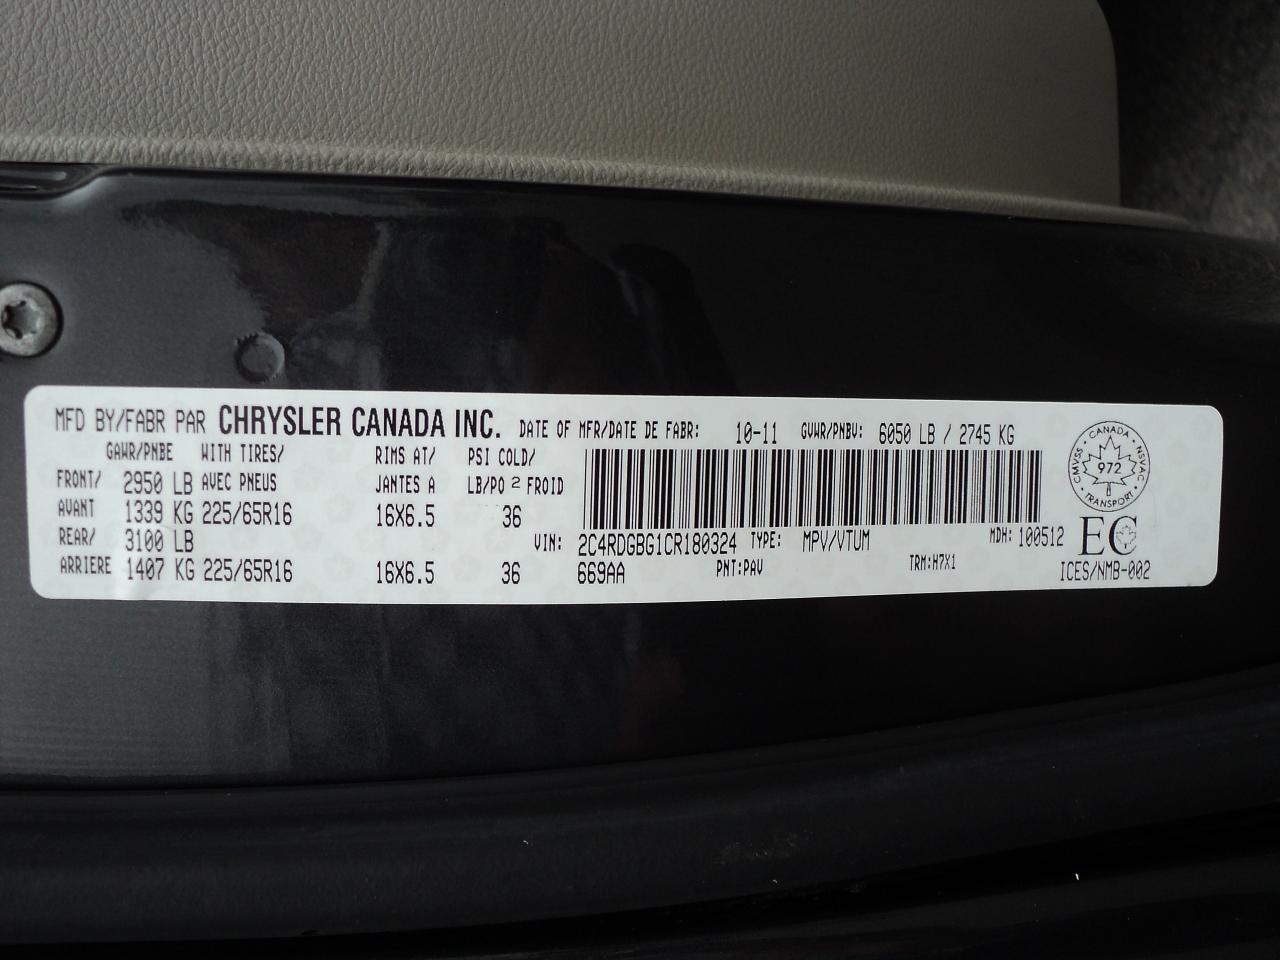 MFD BY/FABR PAR CHRYSLER CANADA INC. DATE OF MFR/DATE DE FABR: 10-11 GVWR/PNBV: 6050 LB / 2745 KG
GAWR/PNBE WITH TIRES/ RIMS AT/ PSI COLD/
FRONT/ 2950 LB AVEC PNEUS JANTES A LB/PO² FROID
AVANT 1339 KG 225/65R16 16X6.5 36
REAR/ 3100 LB VIN: 2C4RDGBG1CR180324 TYPE: MPV/VTUM MDH: 100512
ARRIERE 1407 KG 225/65R16 16X6.5 36 669AA PNT:PAV TRM:H7X1 ICES/NMB-002
CANADA
CMVSS 972 NSVAC
TRANSPORT
EC